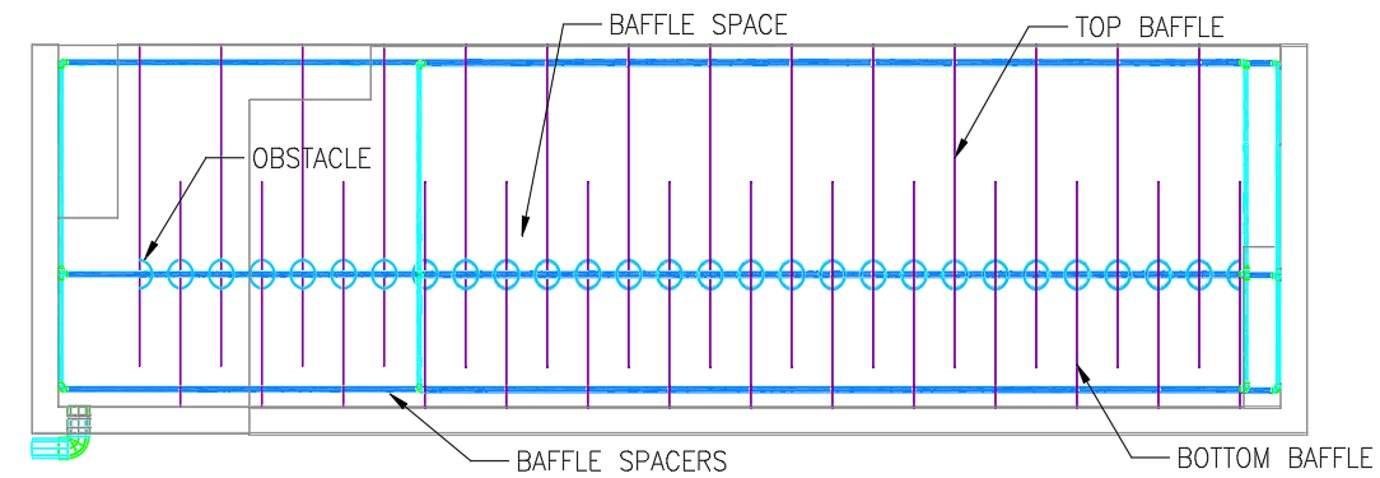 BAFFLE SPACE
TOP BAFFLE
OBSTACLE
BAFFLE SPACERS
BOTTOM BAFFLE